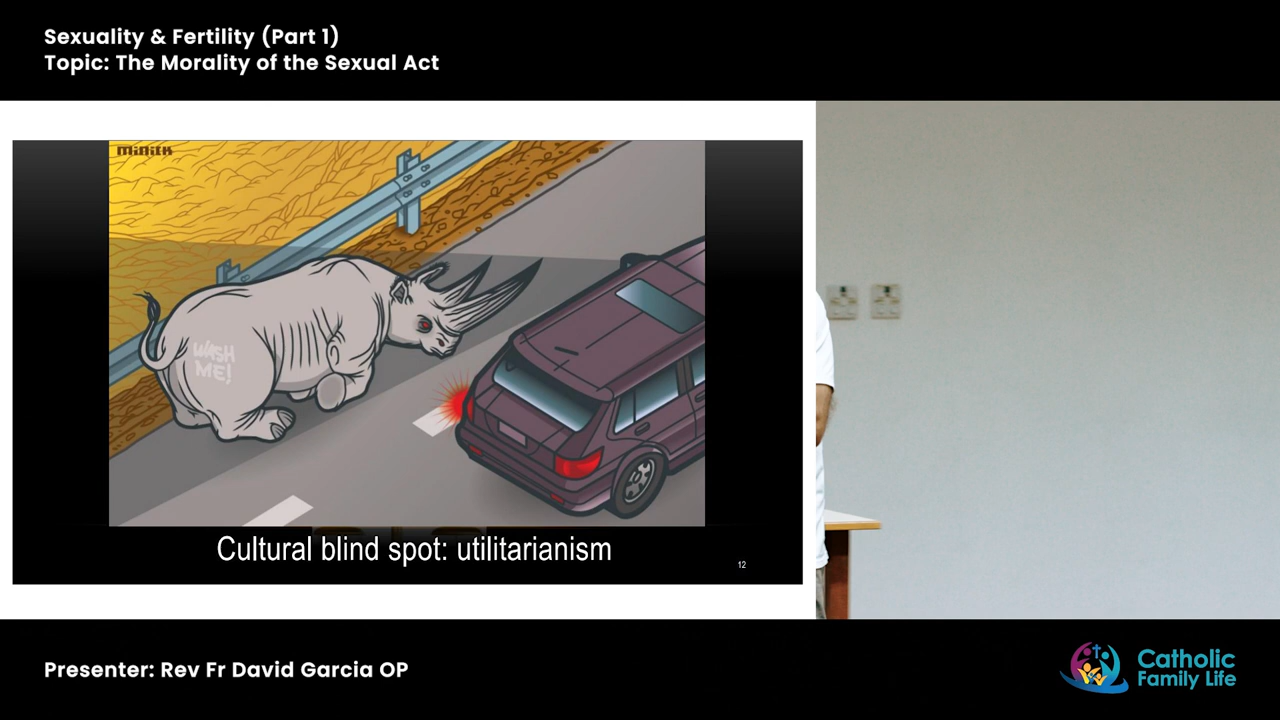 Sexuality & Fertility (Part 1)
Topic: The Morality of the Sexual Act
minitk
WASH
ME!
Cultural blind spot: utilitarianism
12
Presenter: Rev Fr David Garcia OP
Catholic
Family Life